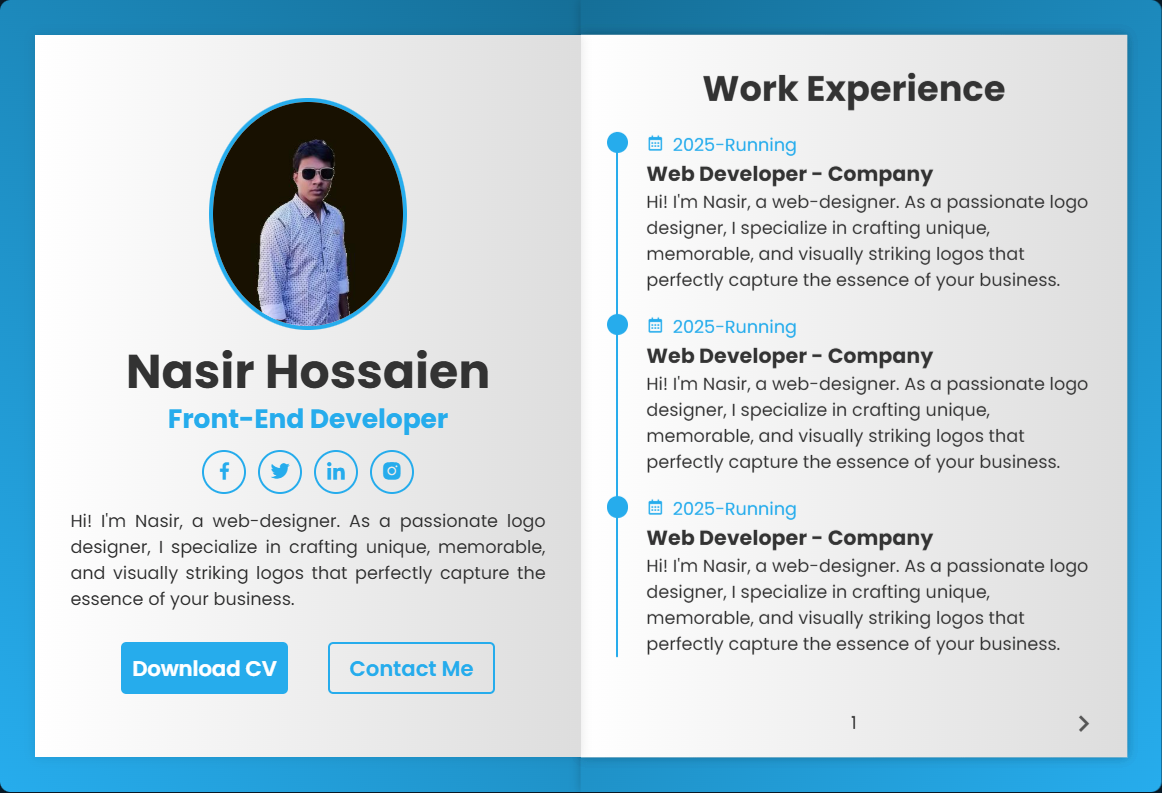 Nasir Hossaien
Front-End Developer
Hi! I'm Nasir, a web-designer. As a passionate logo
designer, I specialize in crafting unique, memorable,
and visually striking logos that perfectly capture the
essence of your business.
Download CV
Contact Me
Work Experience
2025-Running
Web Developer - Company
Hi! I'm Nasir, a web-designer. As a passionate logo
designer, I specialize in crafting unique,
memorable, and visually striking logos that
perfectly capture the essence of your business.
2025-Running
Web Developer - Company
Hi! I'm Nasir, a web-designer. As a passionate logo
designer, I specialize in crafting unique,
memorable, and visually striking logos that
perfectly capture the essence of your business.
2025-Running
Web Developer - Company
Hi! I'm Nasir, a web-designer. As a passionate logo
designer, I specialize in crafting unique,
memorable, and visually striking logos that
perfectly capture the essence of your business.
1